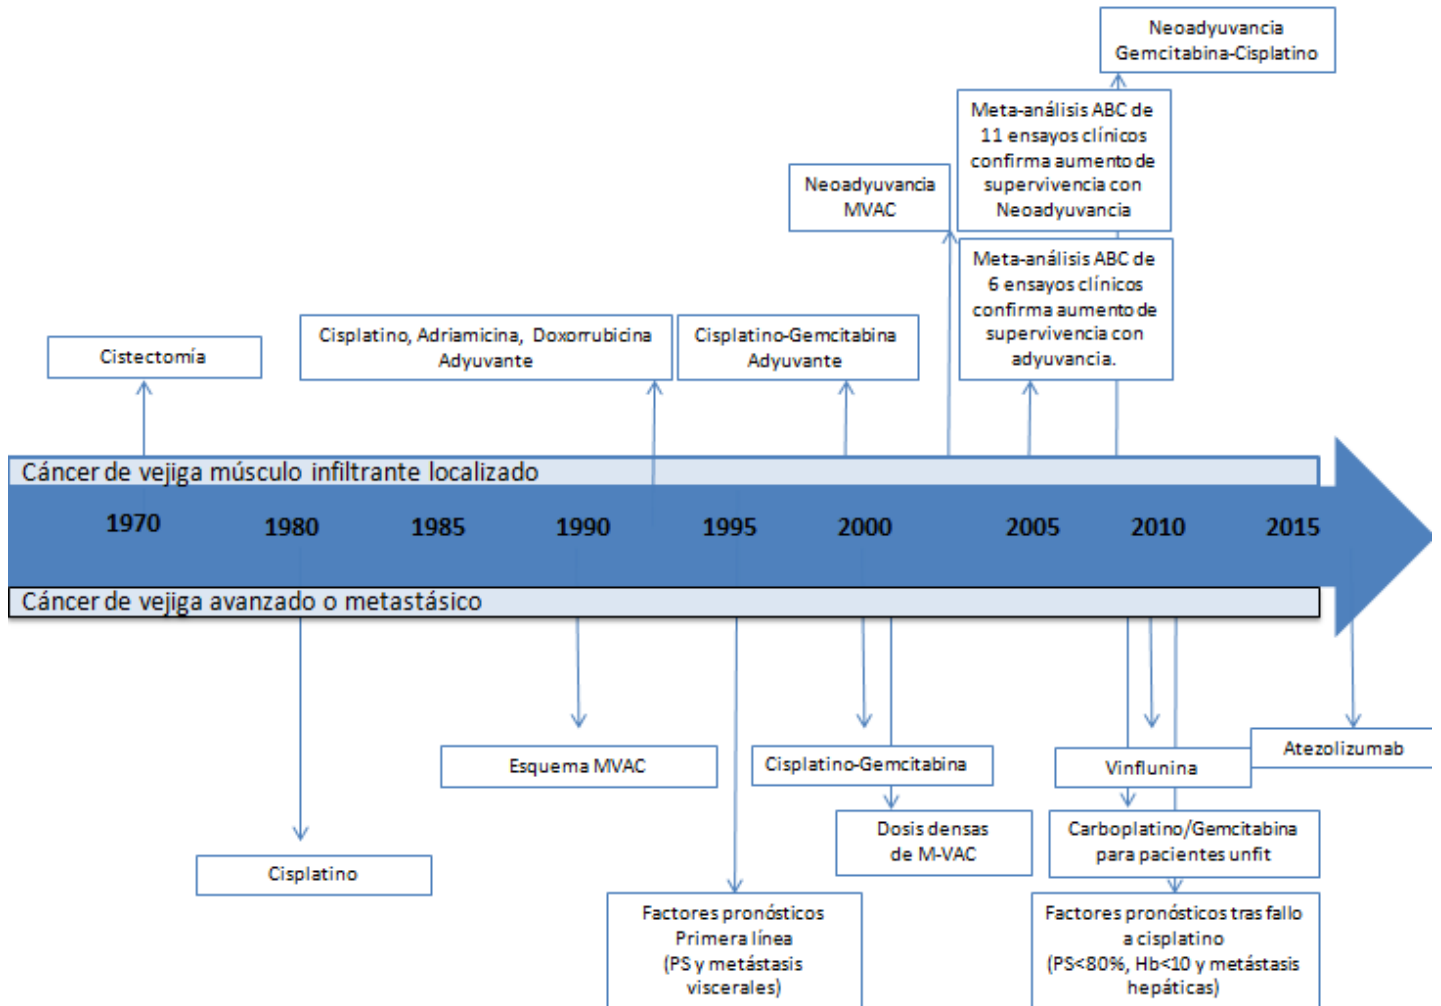 Neoadyuvancia
Gemcitabina-Cisplatino
Meta-análisis ABC de
11 ensayos clínicos
confirma aumento de
supervivencia con
Neoadyuvancia
Neoadyuvancia
MVAC
Meta-análisis ABC de
6 ensayos clínicos
confirma aumento de
supervivencia con
adyuvancia.
Cistectomía
Cisplatino, Adriamicina, Doxorrubicina
Adyuvante
Cisplatino-Gemcitabina
Adyuvante
Cáncer de vejiga músculo infiltrante localizado
1970 1980 1985 1990 1995 2000 2005 2010 2015
Cáncer de vejiga avanzado o metastásico
Esquema MVAC
Cisplatino-Gemcitabina
Vinflunina
Atezolizumab
Cisplatino
Dosis densas
de M-VAC
Carboplatino/Gemcitabina
para pacientes unfit
Factores pronósticos
Primera línea
(PS y metástasis
viscerales)
Factores pronósticos tras fallo
a cisplatino
(PS<80%, Hb<10 y metástasis
hepáticas)